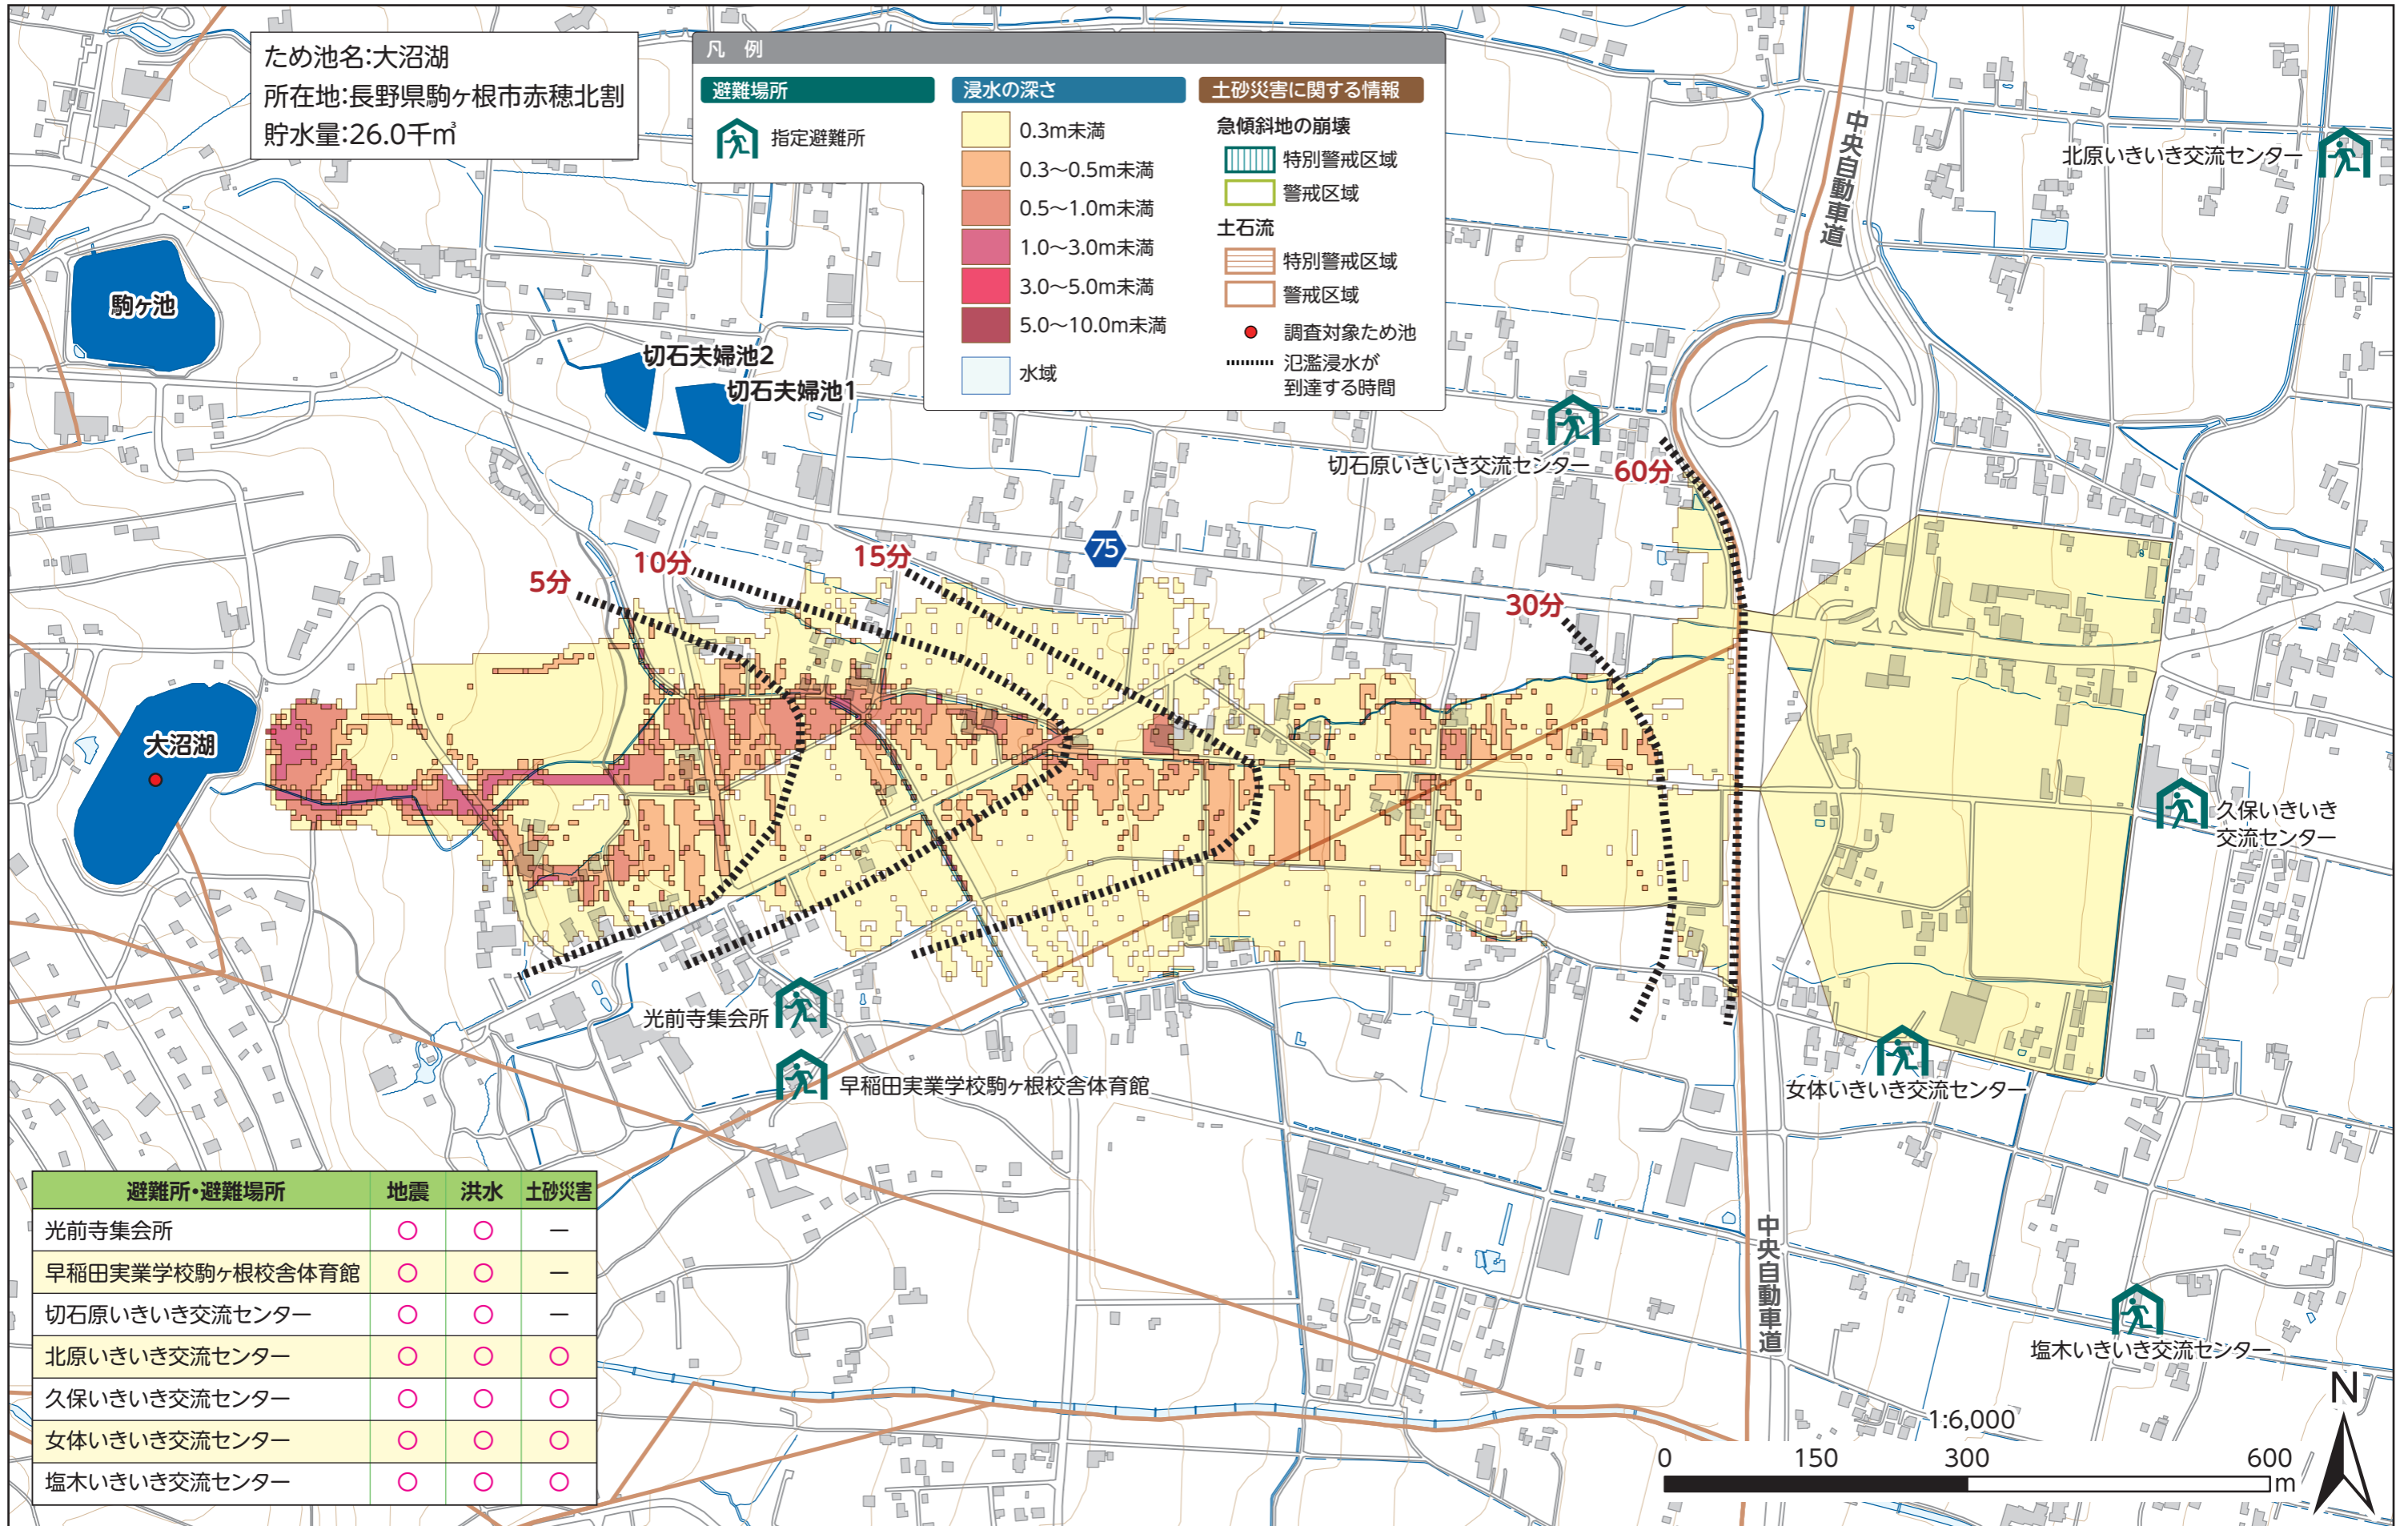 ため池名:大沼湖
所在地:長野県駒ヶ根市赤穂北割
貯水量:26.0千㎥
凡 例
避難場所
指定避難所
浸水の深さ
0.3m未満
0.3~0.5m未満
0.5~1.0m未満
1.0~3.0m未満
3.0~5.0m未満
5.0~10.0m未満
水域
土砂災害に関する情報
急傾斜地の崩壊
特別警戒区域
警戒区域
土石流
特別警戒区域
警戒区域
調査対象ため池
氾濫浸水が
到達する時間
中央自動車道
北原いきいき交流センター
駒ヶ池
切石夫婦池2
切石夫婦池1
切石原いきいき交流センター
60分
75
15分
10分
5分
30分
大沼湖
久保いきいき
交流センター
光前寺集会所
早稲田実業学校駒ヶ根校舎体育館
女体いきいき交流センター
中央自動車道
塩木いきいき交流センター
避難所・避難場所 地震 洪水 土砂災害
光前寺集会所 ○ ○ ー
早稲田実業学校駒ヶ根校舎体育館 ○ ○ ー
切石原いきいき交流センター ○ ○ ー
北原いきいき交流センター ○ ○ ○
久保いきいき交流センター ○ ○ ○
女体いきいき交流センター ○ ○ ○
塩木いきいき交流センター ○ ○ ○
N
1:6,000
0 150 300 600
m